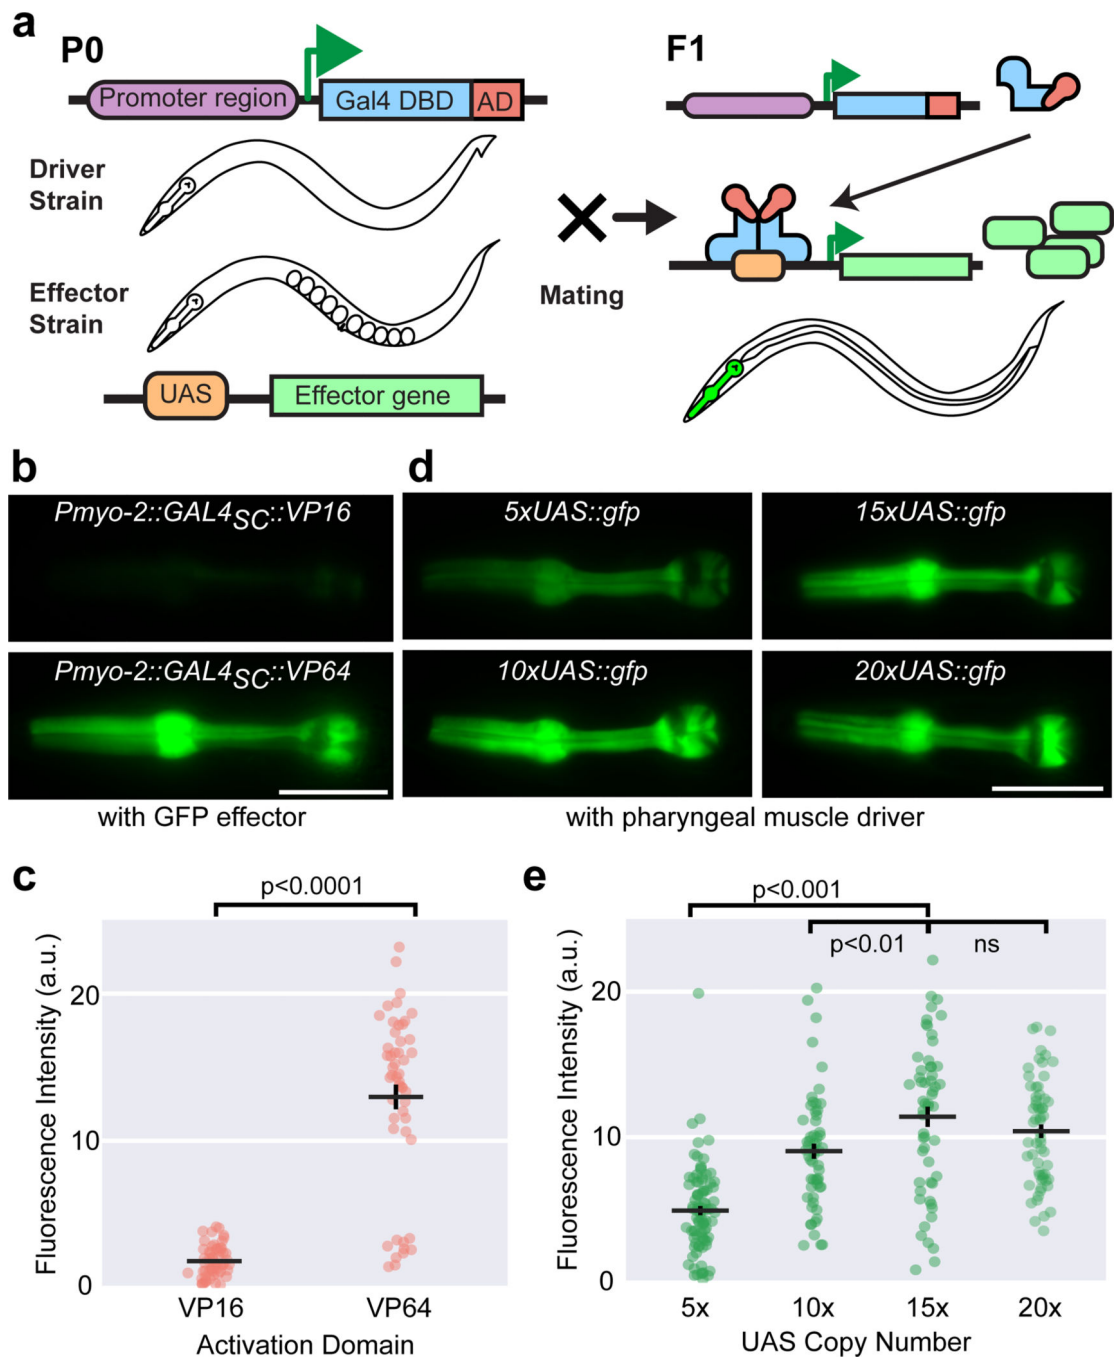 a
P0
F1
Promoter region
Gal4 DBD
AD
Driver
Strain
Effector
Strain
Mating
UAS
Effector gene
b
d
Pmyo-2::GAL4SC::VP16
5xUAS::gfp
15xUAS::gfp
Pmyo-2::GAL4SC::VP64
10xUAS::gfp
20xUAS::gfp
with GFP effector
with pharyngeal muscle driver
c
p<0.0001
Fluorescence Intensity (a.u.)
20
10
0
VP16
VP64
Activation Domain
e
p<0.001
p<0.01
ns
Fluorescence Intensity (a.u.)
20
10
0
5x
10x
15x
20x
UAS Copy Number